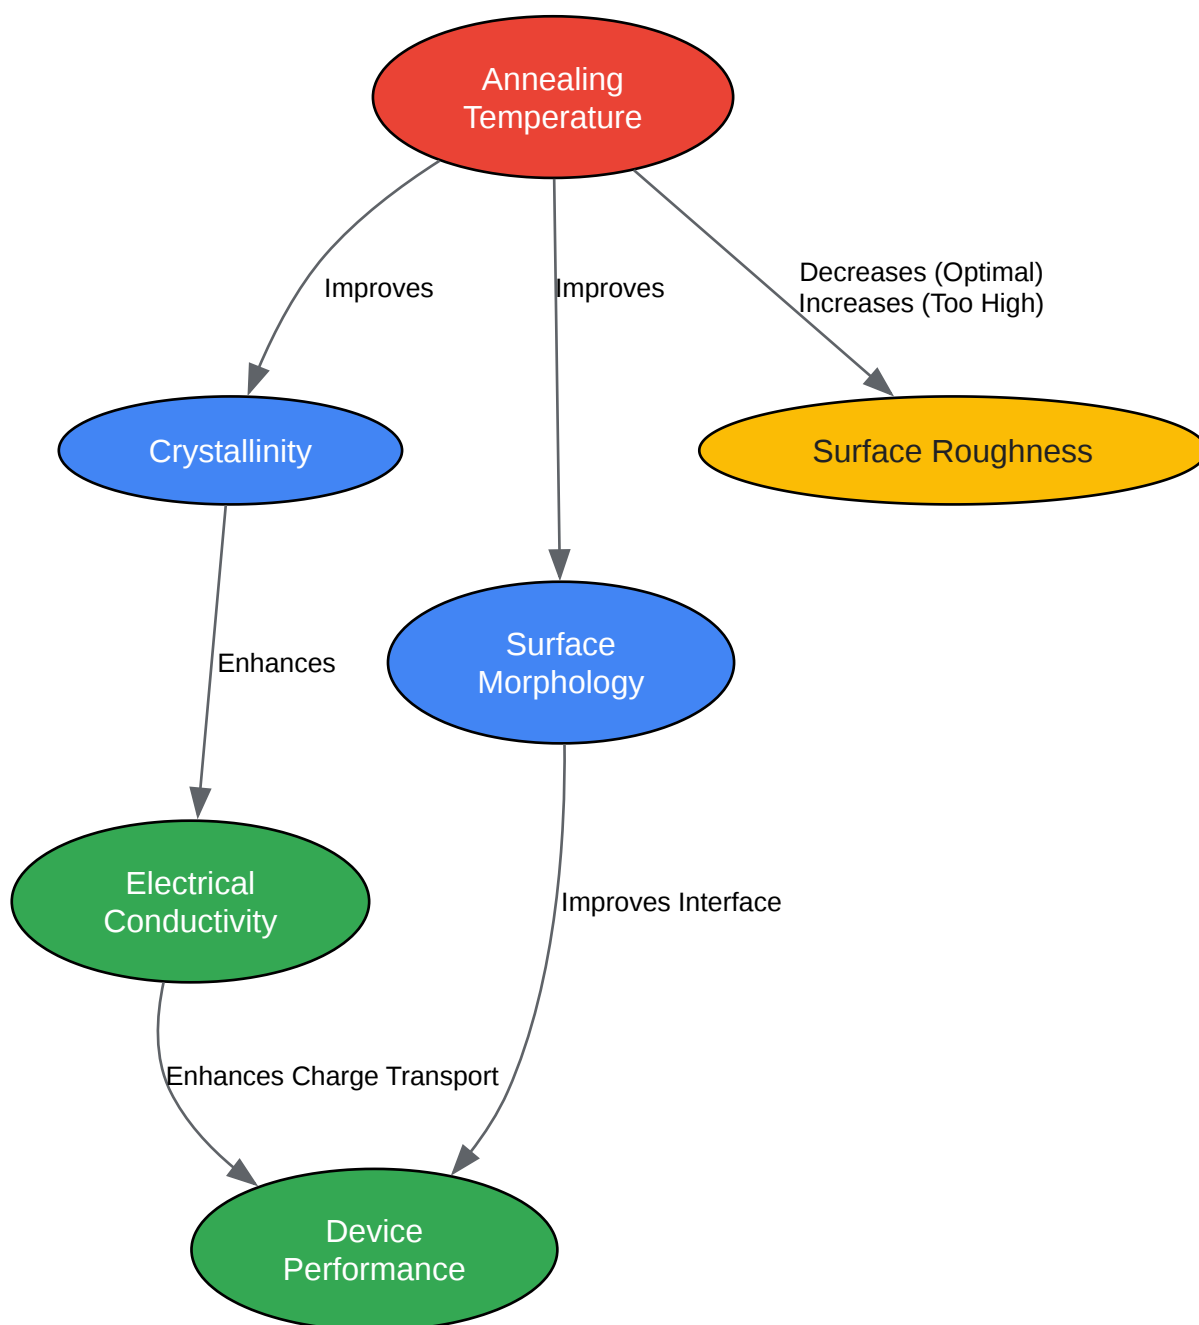 Annealing
Temperature
Improves
Improves
Decreases (Optimal)
Increases (Too High)
Crystallinity
Surface Roughness
Enhances
Surface
Morphology
Electrical
Conductivity
Improves Interface
Enhances Charge Transport
Device
Performance